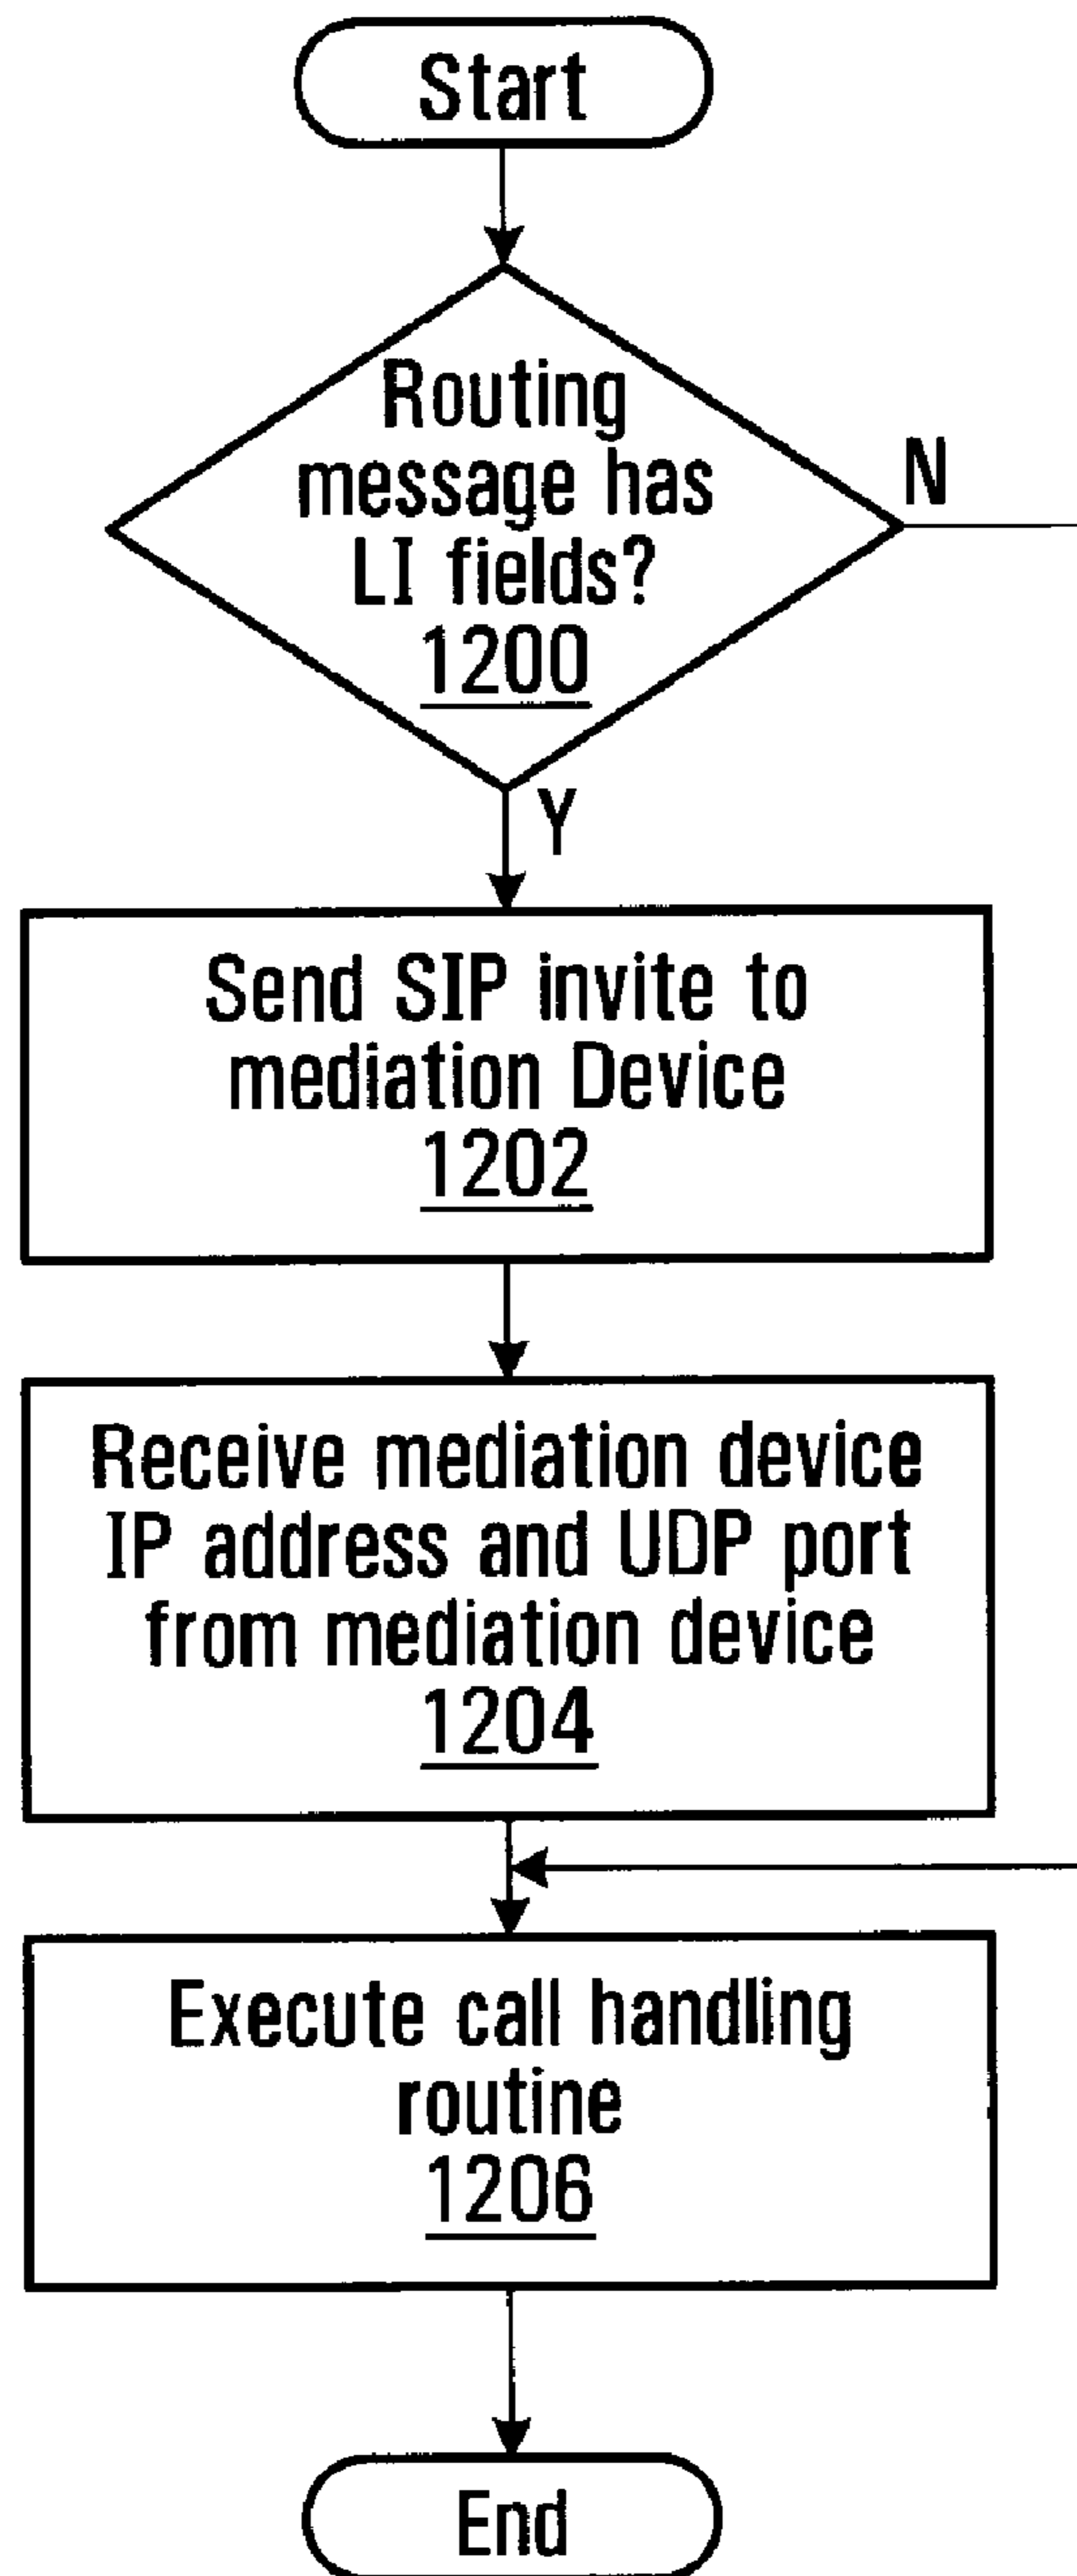 Start
Routing
message has
LI fields?
1200
N
Y
Send SIP invite to
mediation Device
1202
Receive mediation device
IP address and UDP port
from mediation device
1204
Execute call handling
routine
1206
End